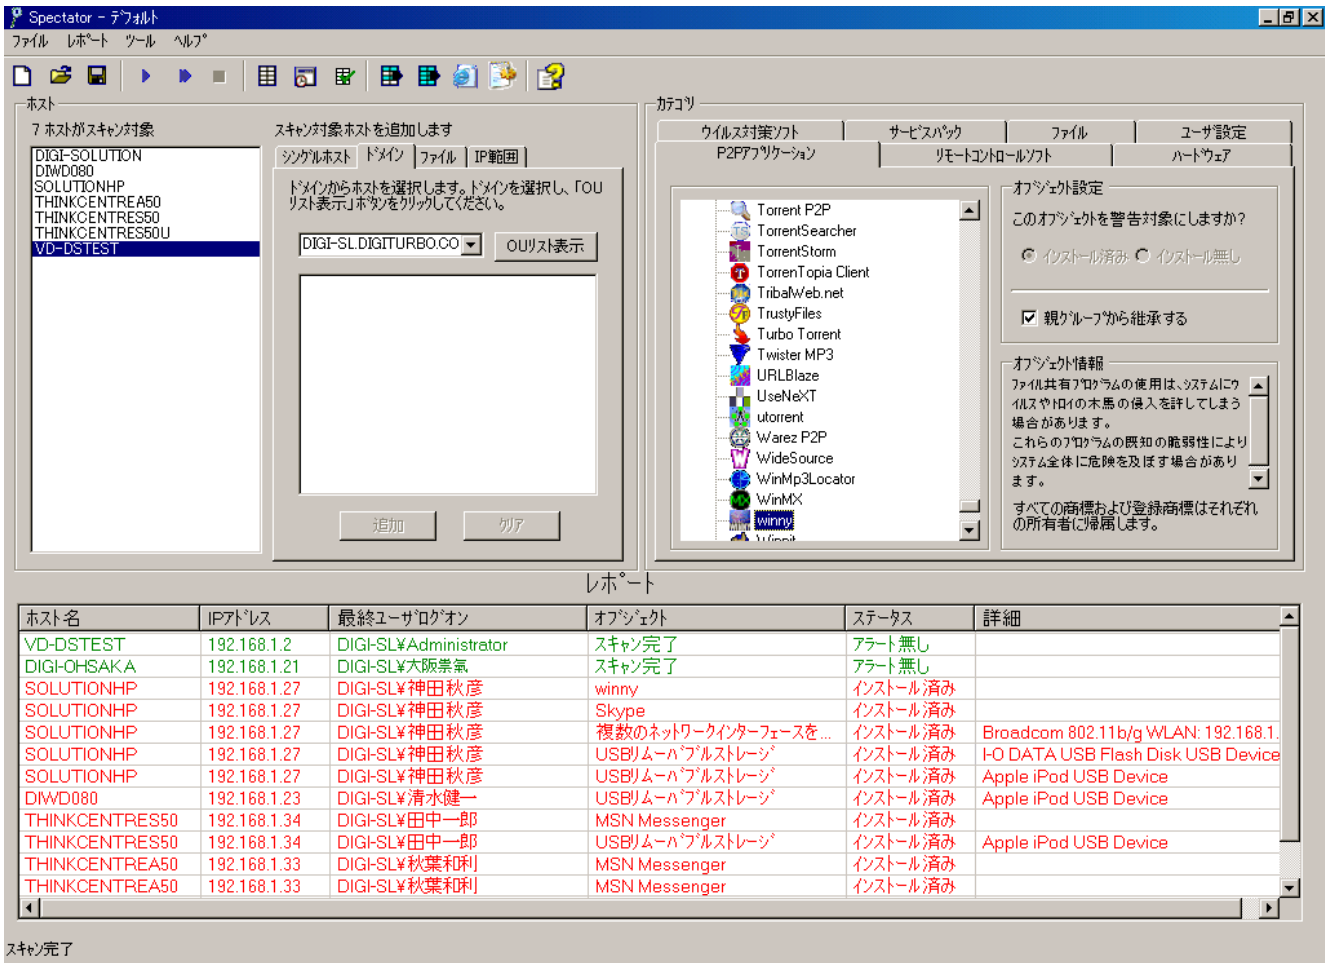 Spectator - デフォルト
ファイル レポート ツール ヘルプ
ホスト
7 ホストがスキャン対象
DIGI-SOLUTION
DIWD080
SOLUTIONHP
THINKCENTREA50
THINKCENTRES50
THINKCENTRES50U
VD-DSTEST
スキャン対象ホストを追加します
シングルホスト ドメイン ファイル IP範囲
ドメインからホストを選択します。ドメインを選択し、「OU
リスト表示」ボタンをクリックしてください。
DIGI-SL.DIGITURBO.CO OUリスト表示
追加 クリア
カテゴリ
ウイルス対策ソフト サービスパック ファイル ユーザ設定
P2Pアプリケーション リモートコントロールソフト ハードウェア
Torrent P2P
TorrentSearcher
TorrentStorm
TorrenTopia Client
TribalWeb.net
TrustyFiles
Turbo Torrent
Twister MP3
URLBlaze
UseNeXT
utorrent
Warez P2P
WideSource
WinMp3Locator
WinMX
winny
オブジェクト設定
このオブジェクトを警告対象にしますか?
インストール済み インストール無し
親グループから継承する
オブジェクト情報
ファイル共有プログラムの使用は、システムにウ
イルスやトロイの木馬の侵入を許してしまう
場合があります。
これらのプログラムの既知の脆弱性により
システム全体に危険を及ぼす場合があり
ます。
すべての商標および登録商標はそれぞれ
の所有者に帰属します。
レポート
ホスト名 IPアドレス 最終ユーザログオン オブジェクト ステータス 詳細
VD-DSTEST 192.168.1.2 DIGI-SL¥Administrator スキャン完了 アラート無し
DIGI-OHSAKA 192.168.1.21 DIGI-SL¥大阪祟氣 スキャン完了 アラート無し
SOLUTIONHP 192.168.1.27 DIGI-SL¥神田秋彦 winny インストール済み
SOLUTIONHP 192.168.1.27 DIGI-SL¥神田秋彦 Skype インストール済み
SOLUTIONHP 192.168.1.27 DIGI-SL¥神田秋彦 複数のネットワークインターフェースを... インストール済み Broadcom 802.11b/g WLAN: 192.168.1.
SOLUTIONHP 192.168.1.27 DIGI-SL¥神田秋彦 USBリムーバブルストレージ インストール済み I-O DATA USB Flash Disk USB Device
SOLUTIONHP 192.168.1.27 DIGI-SL¥神田秋彦 USBリムーバブルストレージ インストール済み Apple iPod USB Device
DIWD080 192.168.1.23 DIGI-SL¥清水健一 USBリムーバブルストレージ インストール済み Apple iPod USB Device
THINKCENTRES50 192.168.1.34 DIGI-SL¥田中一郎 MSN Messenger インストール済み
THINKCENTRES50 192.168.1.34 DIGI-SL¥田中一郎 USBリムーバブルストレージ インストール済み Apple iPod USB Device
THINKCENTREA50 192.168.1.33 DIGI-SL¥秋葉和利 MSN Messenger インストール済み
THINKCENTREA50 192.168.1.33 DIGI-SL¥秋葉和利 MSN Messenger インストール済み
スキャン完了